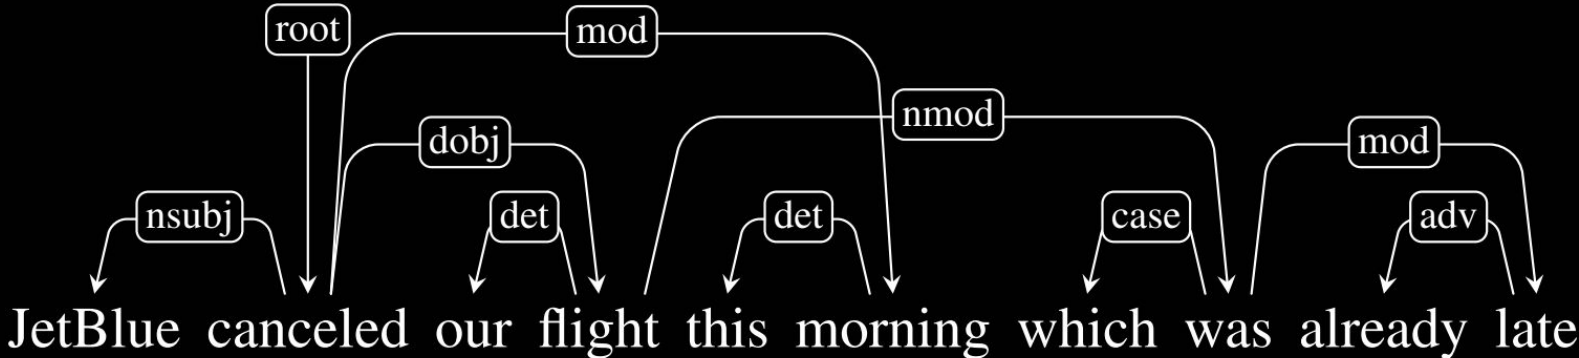 root
mod
nmod
dobj
mod
nsubj
det
det
case
adv
JetBlue canceled our flight this morning which was already late